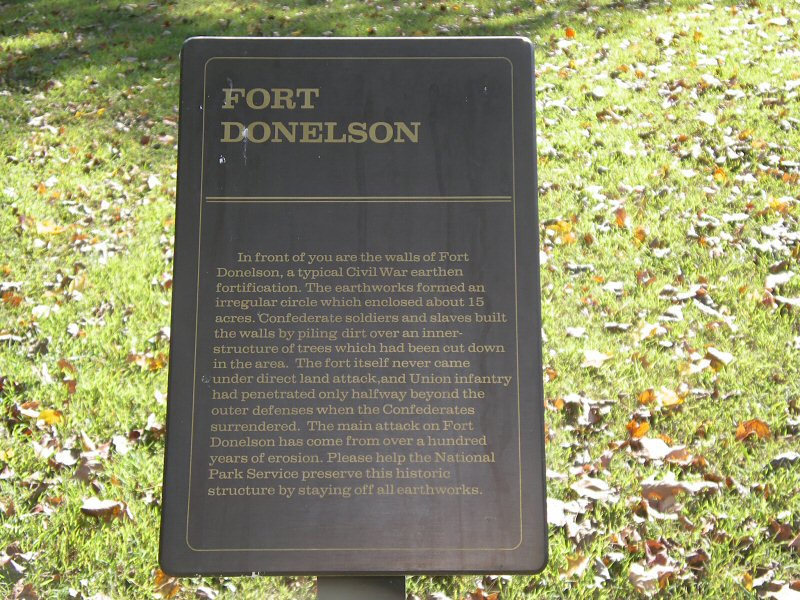 FORT
DONELSON
In front of you are the walls of Fort
Donelson, a typical Civil War earthen
fortification. The earthworks formed an
irregular circle which enclosed about 15
acres. Confederate soldiers and slaves built
the walls by piling dirt over an inner-
structure of trees which had been cut down
in the area. The fort itself never came
under direct land attack,and Union infantry
had penetrated only halfway beyond the
outer defenses when the Confederates
surrendered. The main attack on Fort
Donelson has come from over a hundred
years of erosion. Please help the National
Park Service preserve this historic
structure by staying off all earthworks.